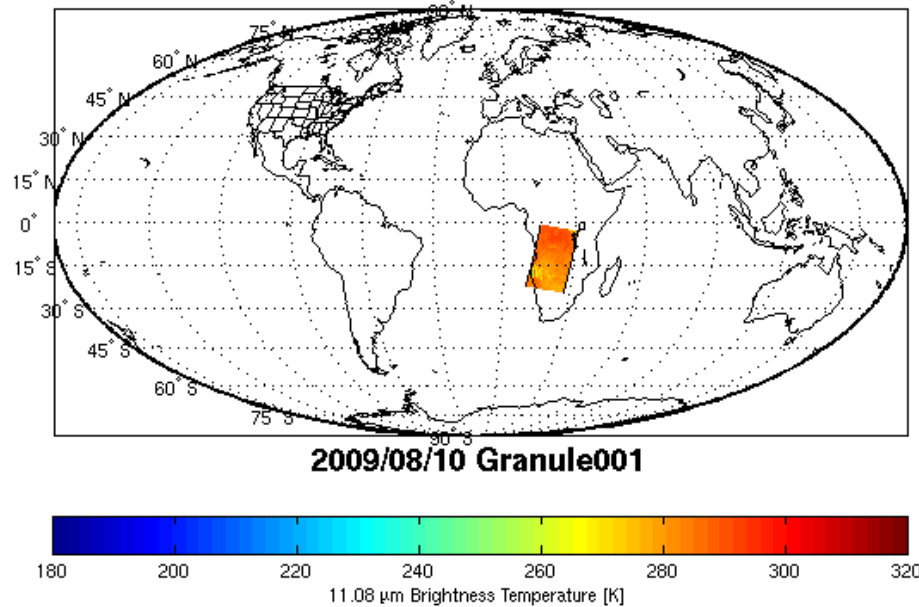 90° N
75° N
60° N
45° N
30° N
15° N
0°
15° S
30° S
45° S
60° S
75° S
90° S
2009/08/10 Granule001
180 200 220 240 260 280 300 320
11.08 μm Brightness Temperature [K]